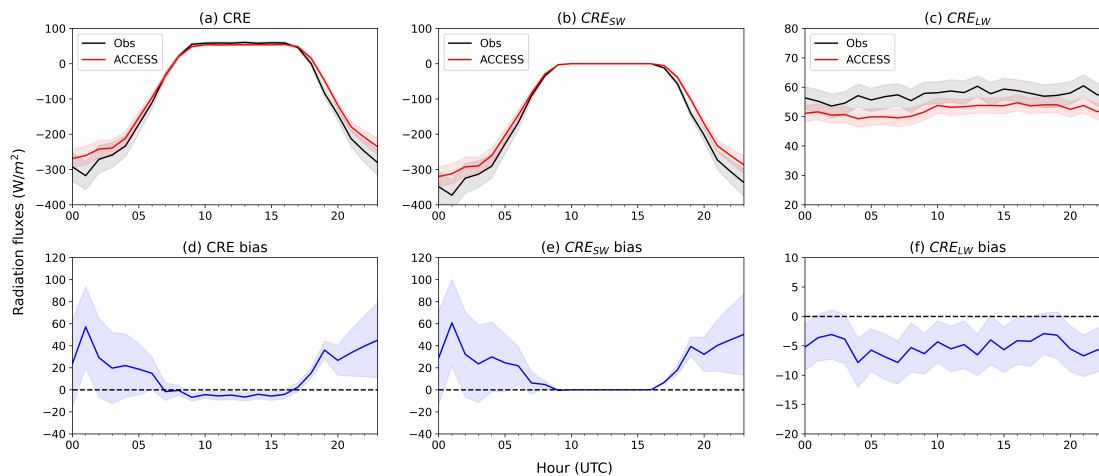 (a) CRE
(b) CRE_SW
(c) CRE_LW
100
0
−100
−200
−300
−400
Obs
ACCESS
00 05 10 15 20
100
0
−100
−200
−300
−400
Obs
ACCESS
00 05 10 15 20
80
70
60
50
40
30
20
Obs
ACCESS
00 05 10 15 20
Radiation fluxes (W/m²)
(d) CRE bias
(e) CRE_SW bias
(f) CRE_LW bias
120
100
80
60
40
20
0
−20
−40
00 05 10 15 20
120
100
80
60
40
20
0
−20
−40
00 05 10 15 20
10
5
0
−5
−10
−15
−20
00 05 10 15 20
Hour (UTC)